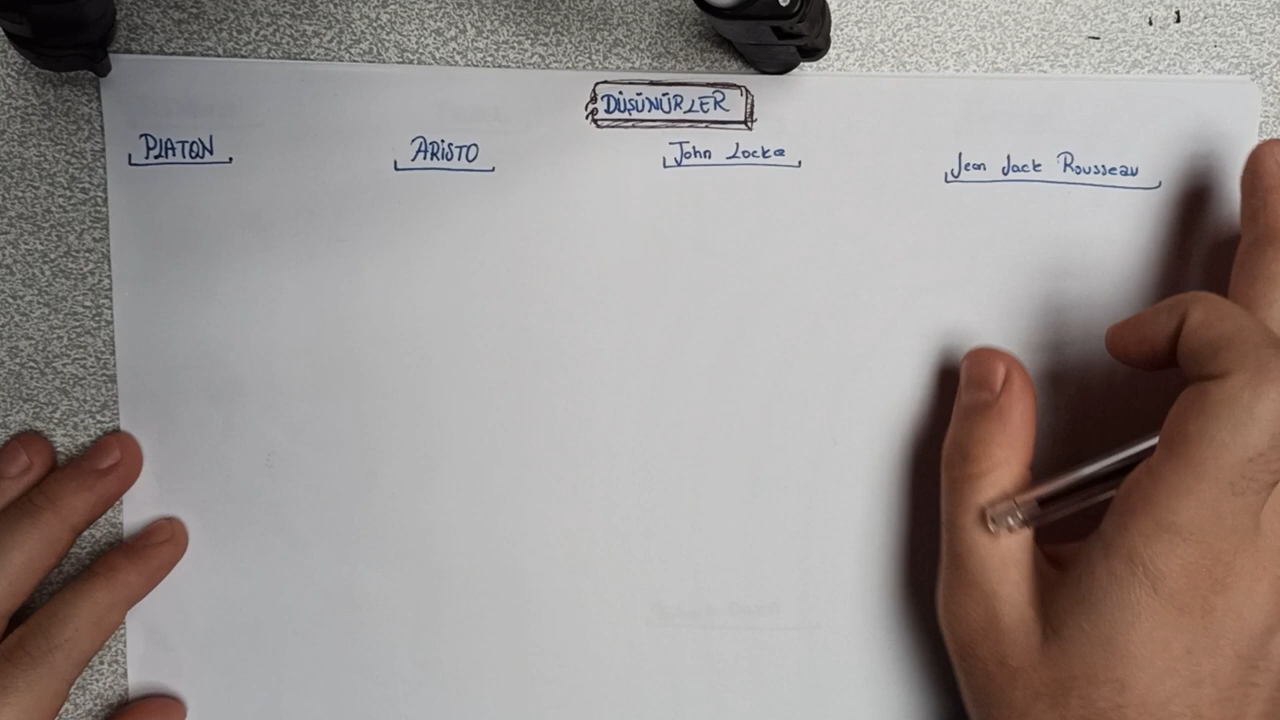 DÜŞÜNÜRLER
PLATON
ARİSTO
John Locke
Jean Jack Rousseau